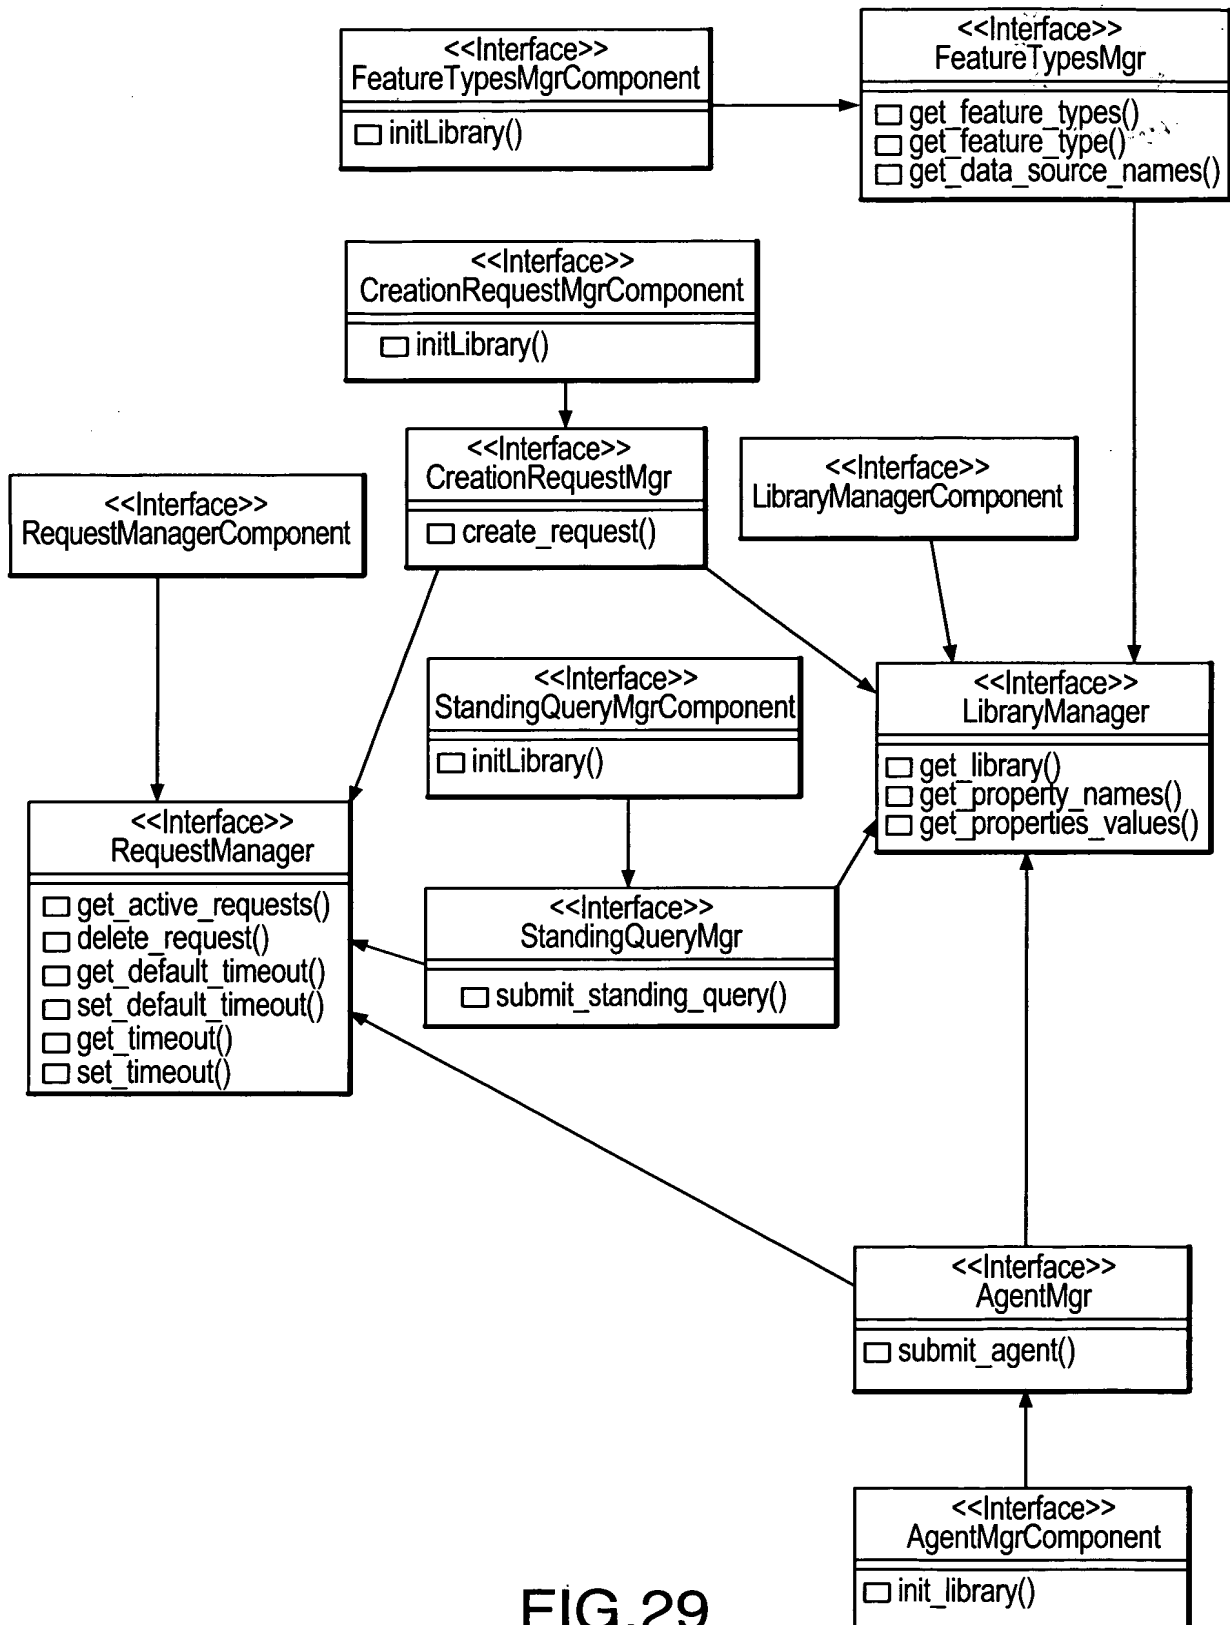 <<Interface>>
FeatureTypesMgrComponent
initLibrary()
<<Interface>>
FeatureTypesMgr
get_feature_types()
get_feature_type()
get_data_source_names()
<<Interface>>
CreationRequestMgrComponent
initLibrary()
<<Interface>>
CreationRequestMgr
create_request()
<<Interface>>
LibraryManagerComponent
<<Interface>>
RequestManagerComponent
<<Interface>>
StandingQueryMgrComponent
initLibrary()
<<Interface>>
LibraryManager
get_library()
get_property_names()
get_properties_values()
<<Interface>>
RequestManager
get_active_requests()
delete_request()
get_default_timeout()
set_default_timeout()
get_timeout()
set_timeout()
<<Interface>>
StandingQueryMgr
submit_standing_query()
<<Interface>>
AgentMgr
submit_agent()
<<Interface>>
AgentMgrComponent
init_library()
FIG.29